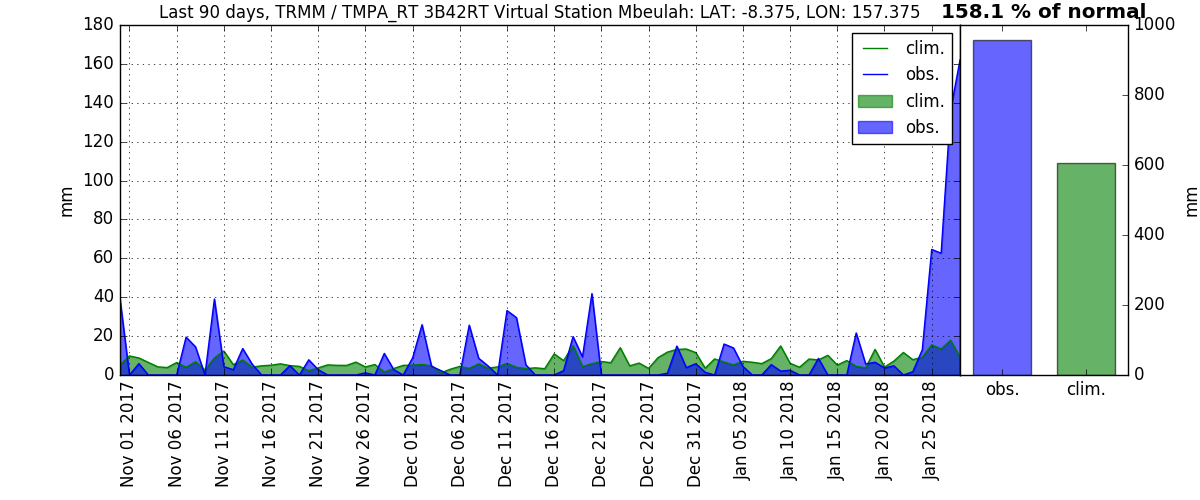 Last 90 days, TRMM / TMPA_RT 3B42RT Virtual Station Mbeulah: LAT: -8.375, LON: 157.375
158.1 % of normal
180
160
140
120
100
80
60
40
20
0
mm
clim.
obs.
clim.
obs.
Nov 01 2017
Nov 06 2017
Nov 11 2017
Nov 16 2017
Nov 21 2017
Nov 26 2017
Dec 01 2017
Dec 06 2017
Dec 11 2017
Dec 16 2017
Dec 21 2017
Dec 26 2017
Dec 31 2017
Jan 05 2018
Jan 10 2018
Jan 15 2018
Jan 20 2018
Jan 25 2018
1000
800
600
400
200
0
mm
obs.
clim.